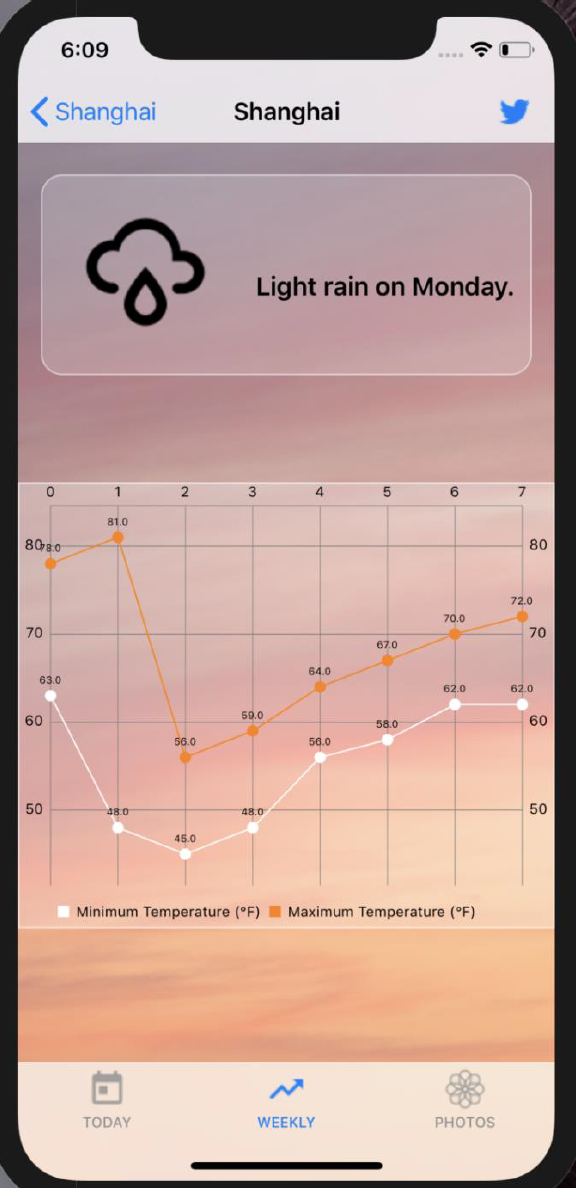 6:09
Shanghai
Shanghai
Light rain on Monday.
0 1 2 3 4 5 6 7
81.0
80 78.0 80
72.0
70.0
70 70
67.0
64.0
63.0
62.0 62.0
60 59.0 60
56.0 56.0 58.0
50 48.0 48.0 50
45.0
Minimum Temperature (°F) Maximum Temperature (°F)
TODAY WEEKLY PHOTOS